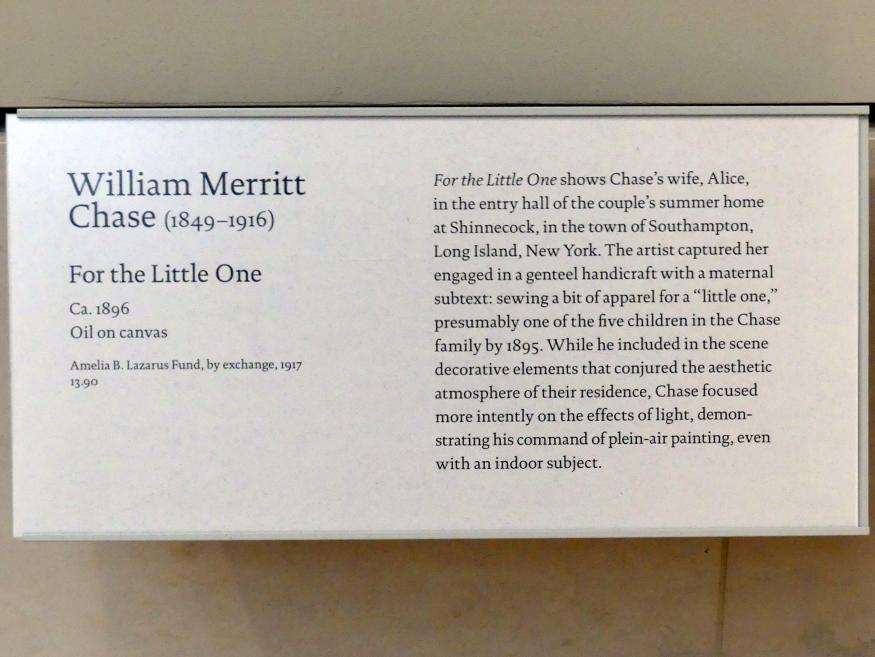 William Merritt
Chase (1849–1916)
For the Little One
Ca. 1896
Oil on canvas
Amelia B. Lazarus Fund, by exchange, 1917
13.90
For the Little One shows Chase’s wife, Alice,
in the entry hall of the couple’s summer home
at Shinnecock, in the town of Southampton,
Long Island, New York. The artist captured her
engaged in a genteel handicraft with a maternal
subtext: sewing a bit of apparel for a “little one,”
presumably one of the five children in the Chase
family by 1895. While he included in the scene
decorative elements that conjured the aesthetic
atmosphere of their residence, Chase focused
more intently on the effects of light, demon-
strating his command of plein-air painting, even
with an indoor subject.